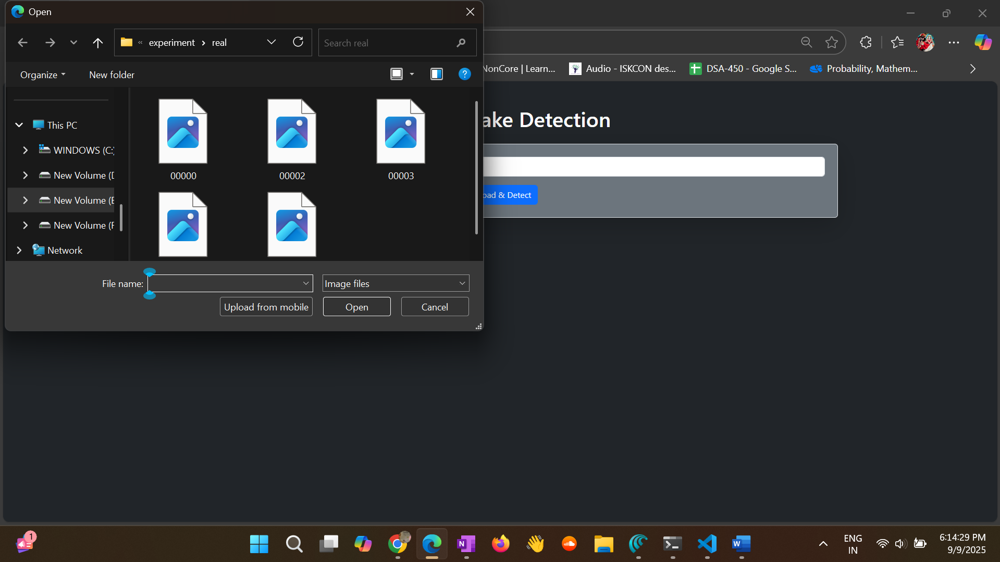 Open
« experiment › real
Search real
Organize
New folder
This PC
WINDOWS (C:)
New Volume (D
New Volume (E
New Volume (F
Network
00000
00002
00003
File name:
Image files
Upload from mobile
Open
Cancel
NonCore | Learn...
Audio - ISKCON des...
DSA-450 - Google S...
Probability, Mathem...
ake Detection
oad & Detect
1
ENG
IN
6:14:29 PM
9/9/2025